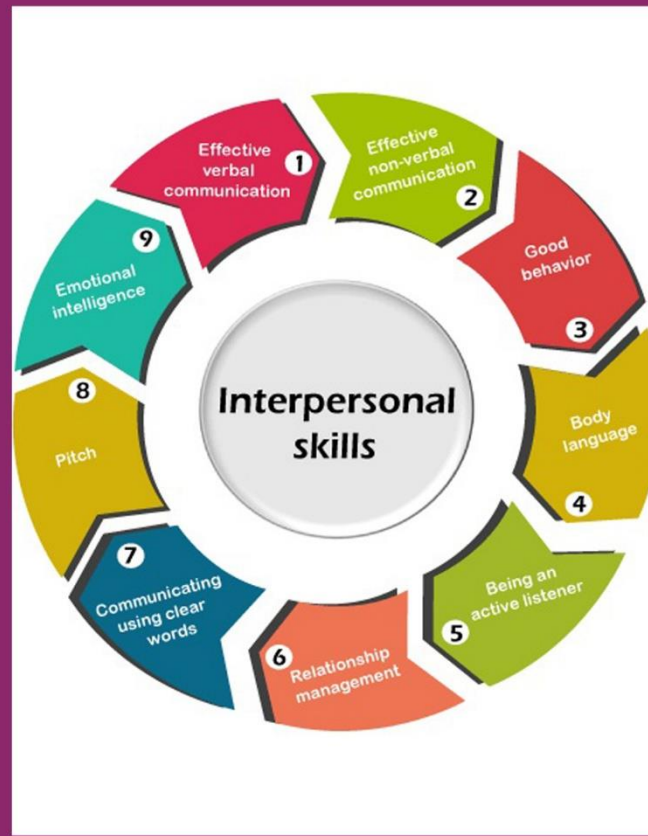 Interpersonal
skills
Effective
verbal
communication
1
Effective
non-verbal
communication
2
Good
behavior
3
Body
language
4
Being an
active listener
5
Relationship
management
6
Communicating
using clear
words
7
Pitch
8
Emotional
intelligence
9